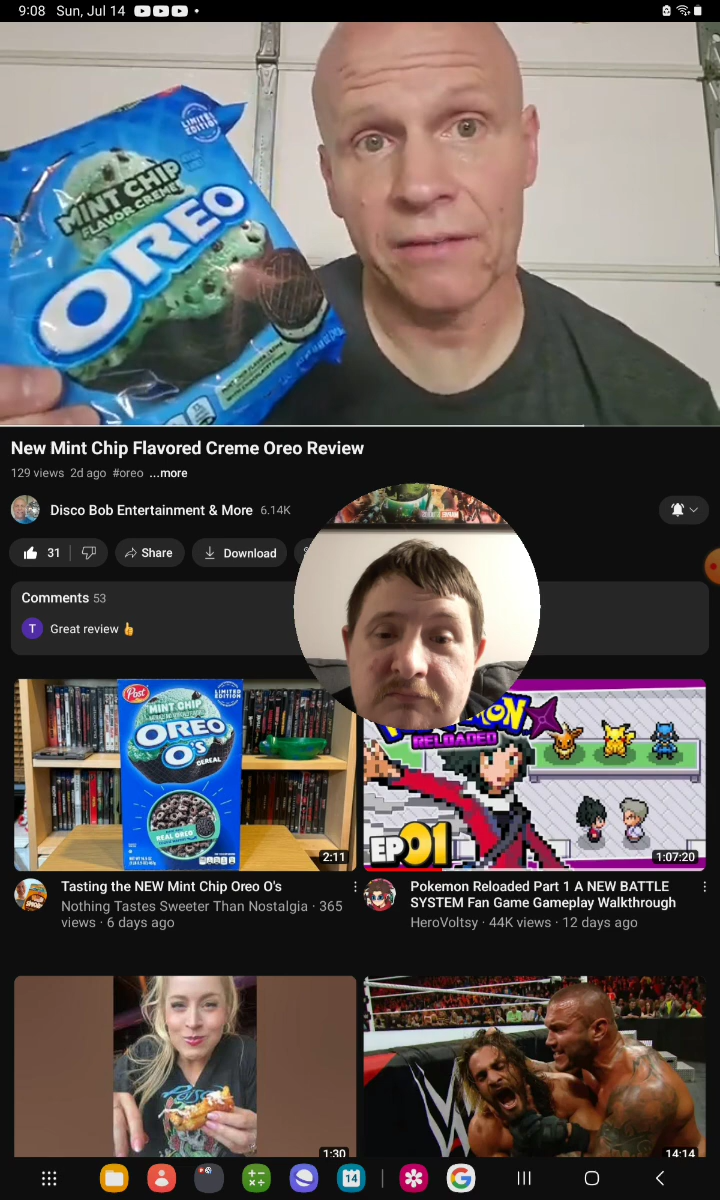 9:08 Sun, Jul 14
LIMITED EDITION
MINT CHIP
FLAVOR CREME
OREO
New Mint Chip Flavored Creme Oreo Review
129 views 2d ago #oreo ...more
Disco Bob Entertainment & More 6.14K
31 Share Download
Comments 53
T Great review 👍
Post
LIMITED EDITION
MINT CHIP
OREO
O's
CEREAL
REAL OREO
2:11
POKEMON
RELOADED
EP01
1:07:20
Tasting the NEW Mint Chip Oreo O's
Nothing Tastes Sweeter Than Nostalgia · 365
views · 6 days ago
Pokemon Reloaded Part 1 A NEW BATTLE
SYSTEM Fan Game Gameplay Walkthrough
HeroVoltsy · 44K views · 12 days ago
1:30
14:14
14
G